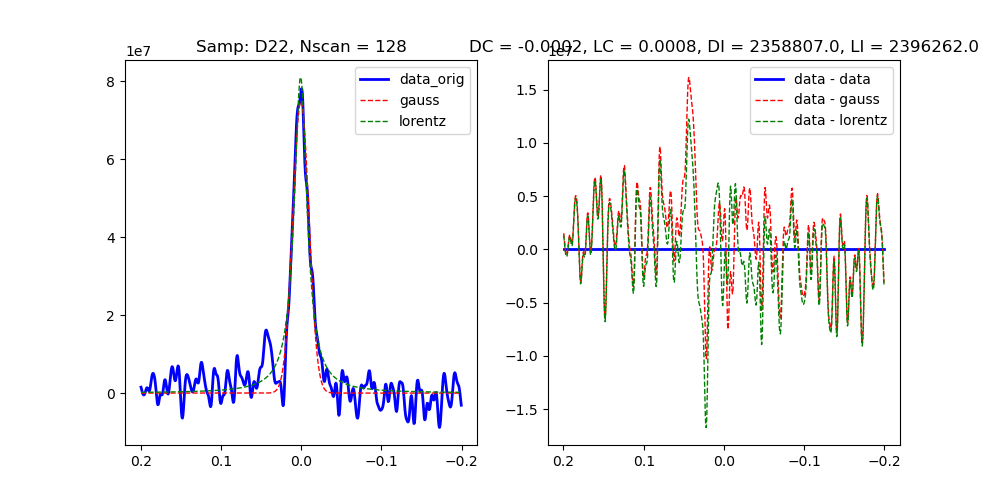 Samp: D22, Nscan = 128
1e7
data_orig
gauss
lorentz
8
6
4
2
0
0.2 0.1 0.0 −0.1 −0.2
DC = -0.0002, LC = 0.0008, DI = 2358807.0, LI = 2396262.0
1e7
data - data
data - gauss
data - lorentz
1.5
1.0
0.5
0.0
−0.5
−1.0
−1.5
0.2 0.1 0.0 −0.1 −0.2